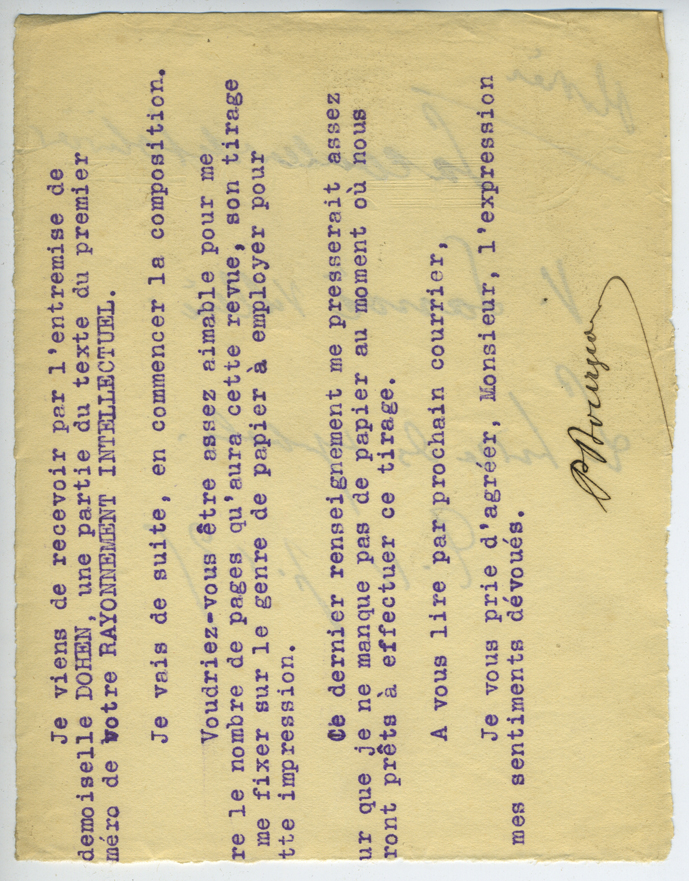 Je viens de recevoir par l'entremise de
demoiselle DOHEN, une partie du texte du premier
méro de votre RAYONNEMENT INTELLECTUEL.
Je vais de suite, en commencer la composition.
Voudriez-vous être assez aimable pour me
re le nombre de pages qu'aura cette revue, son tirage
me fixer sur le genre de papier à employer pour
tte impression.
Ce dernier renseignement me presserait assez
ur que je ne manque pas de papier au moment où nous
ront prêts à effectuer ce tirage.
A vous lire par prochain courrier,
Je vous prie d'agréer, Monsieur, l'expression
mes sentiments dévoués.